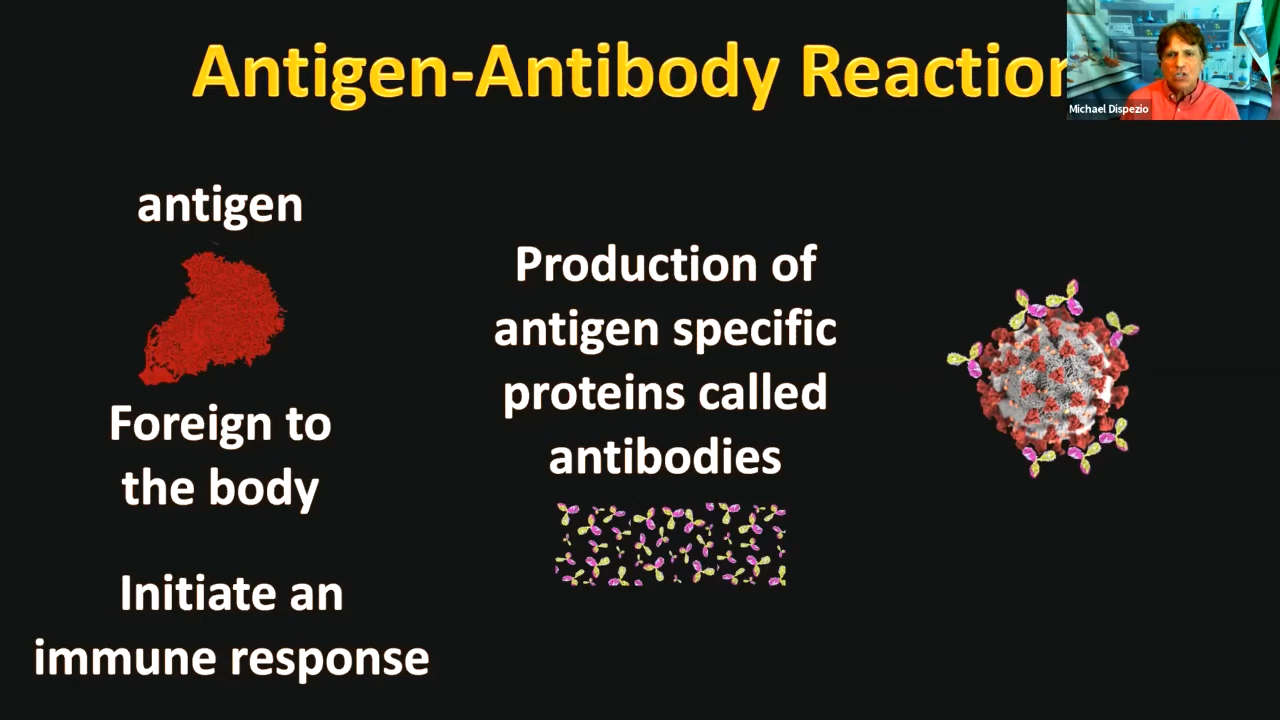 Antigen-Antibody Reaction
Michael Dispezio
antigen
Foreign to
the body
Initiate an
immune response
Production of
antigen specific
proteins called
antibodies